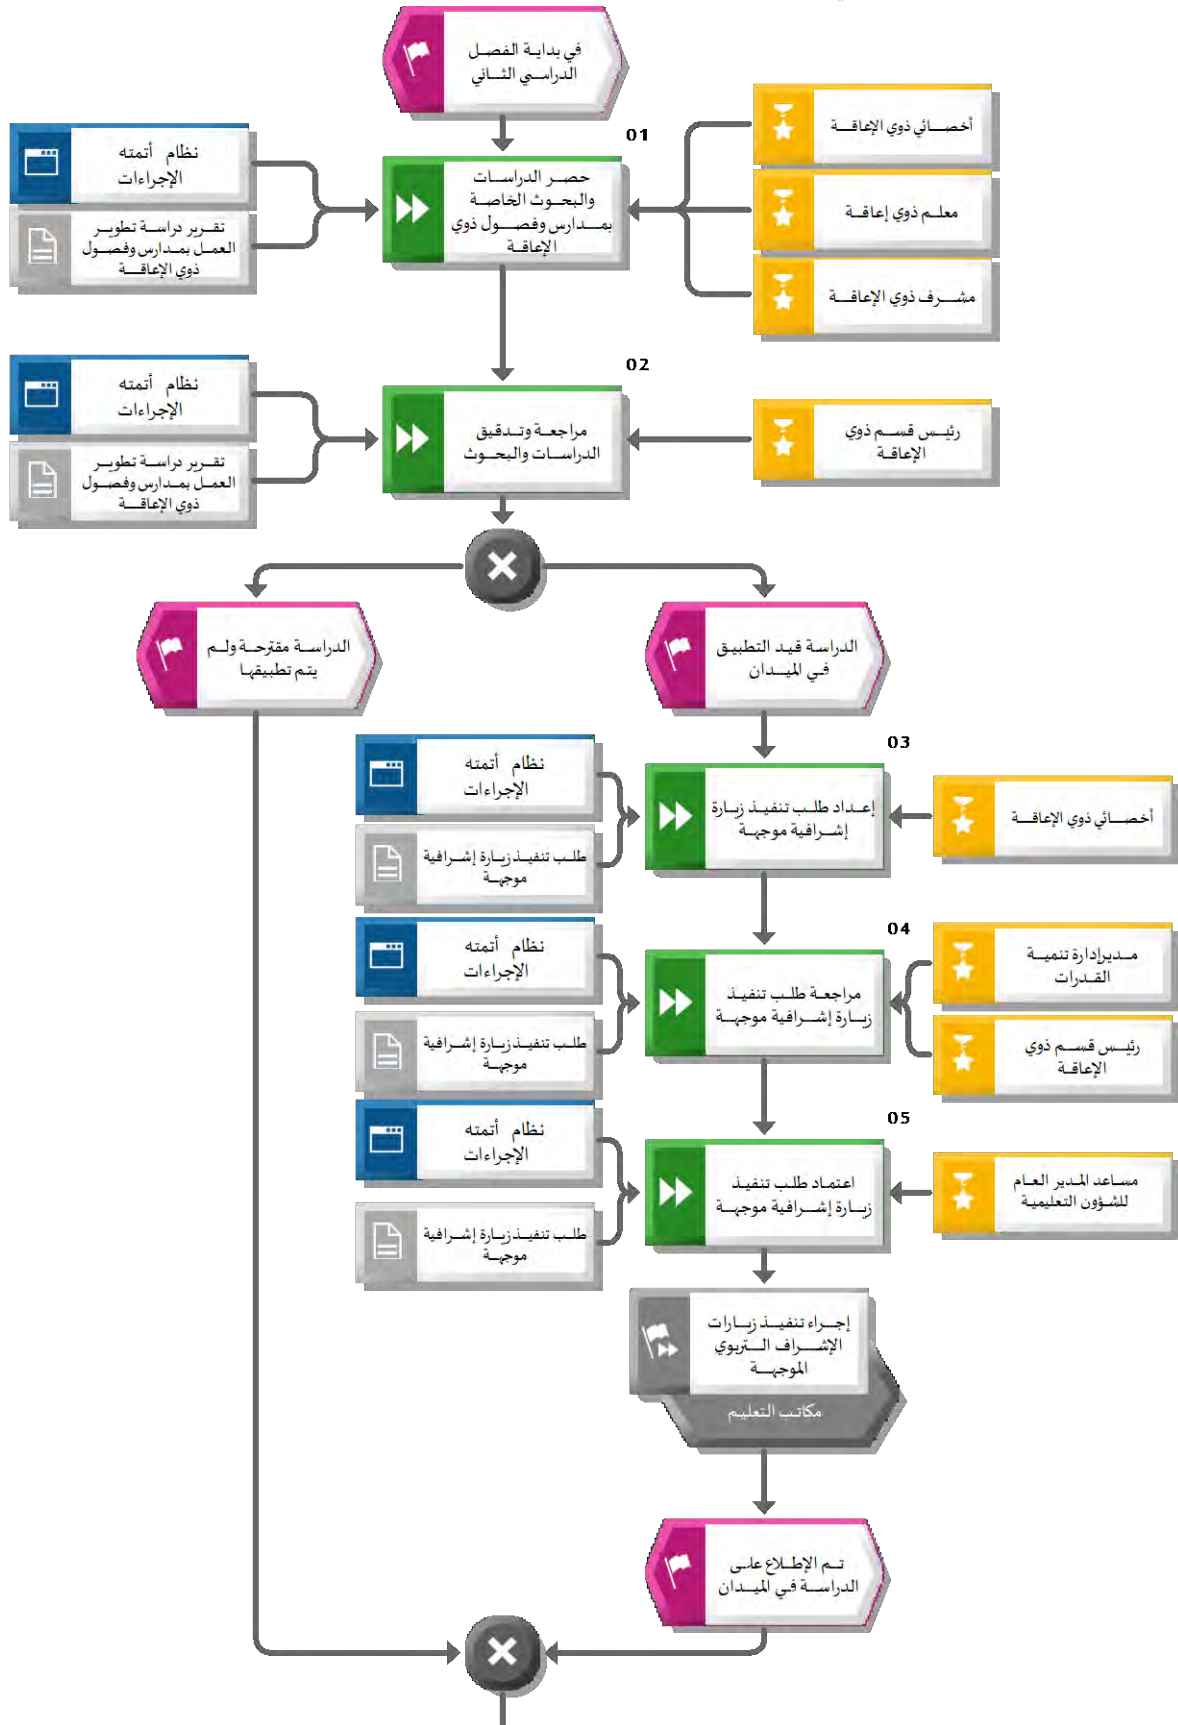 في بداية الفصل
الدراسي الثاني
01
أخصائي ذوي الإعاقة
معلم ذوي إعاقة
مشرف ذوي الإعاقة
حصر الدراسات
والبحوث الخاصة
بمدارس وفصول ذوي
الإعاقة
نظام أتمته
الإجراءات
تقرير دراسة تطوير
العمل بمدارس وفصول
ذوي الإعاقة
02
رئيس قسم ذوي
الإعاقة
مراجعة وتدقيق
الدراسات والبحوث
نظام أتمته
الإجراءات
تقرير دراسة تطوير
العمل بمدارس وفصول
ذوي الإعاقة
الدراسة قيد التطبيق
في الميدان
الدراسة مقترحة ولم
يتم تطبيقها
03
أخصائي ذوي الإعاقة
إعداد طلب تنفيذ زيارة
إشرافية موجهة
نظام أتمته
الإجراءات
طلب تنفيذ زيارة إشرافية
موجهة
04
مدير إدارة تنمية
القدرات
رئيس قسم ذوي
الإعاقة
مراجعة طلب تنفيذ
زيارة إشرافية موجهة
نظام أتمته
الإجراءات
طلب تنفيذ زيارة إشرافية
موجهة
05
مساعد المدير العام
للشؤون التعليمية
اعتماد طلب تنفيذ
زيارة إشرافية موجهة
نظام أتمته
الإجراءات
طلب تنفيذ زيارة إشرافية
موجهة
إجراء تنفيذ زيارات
الإشراف التربوي
الموجهة
مكاتب التعليم
تم الإطلاع على
الدراسة في الميدان